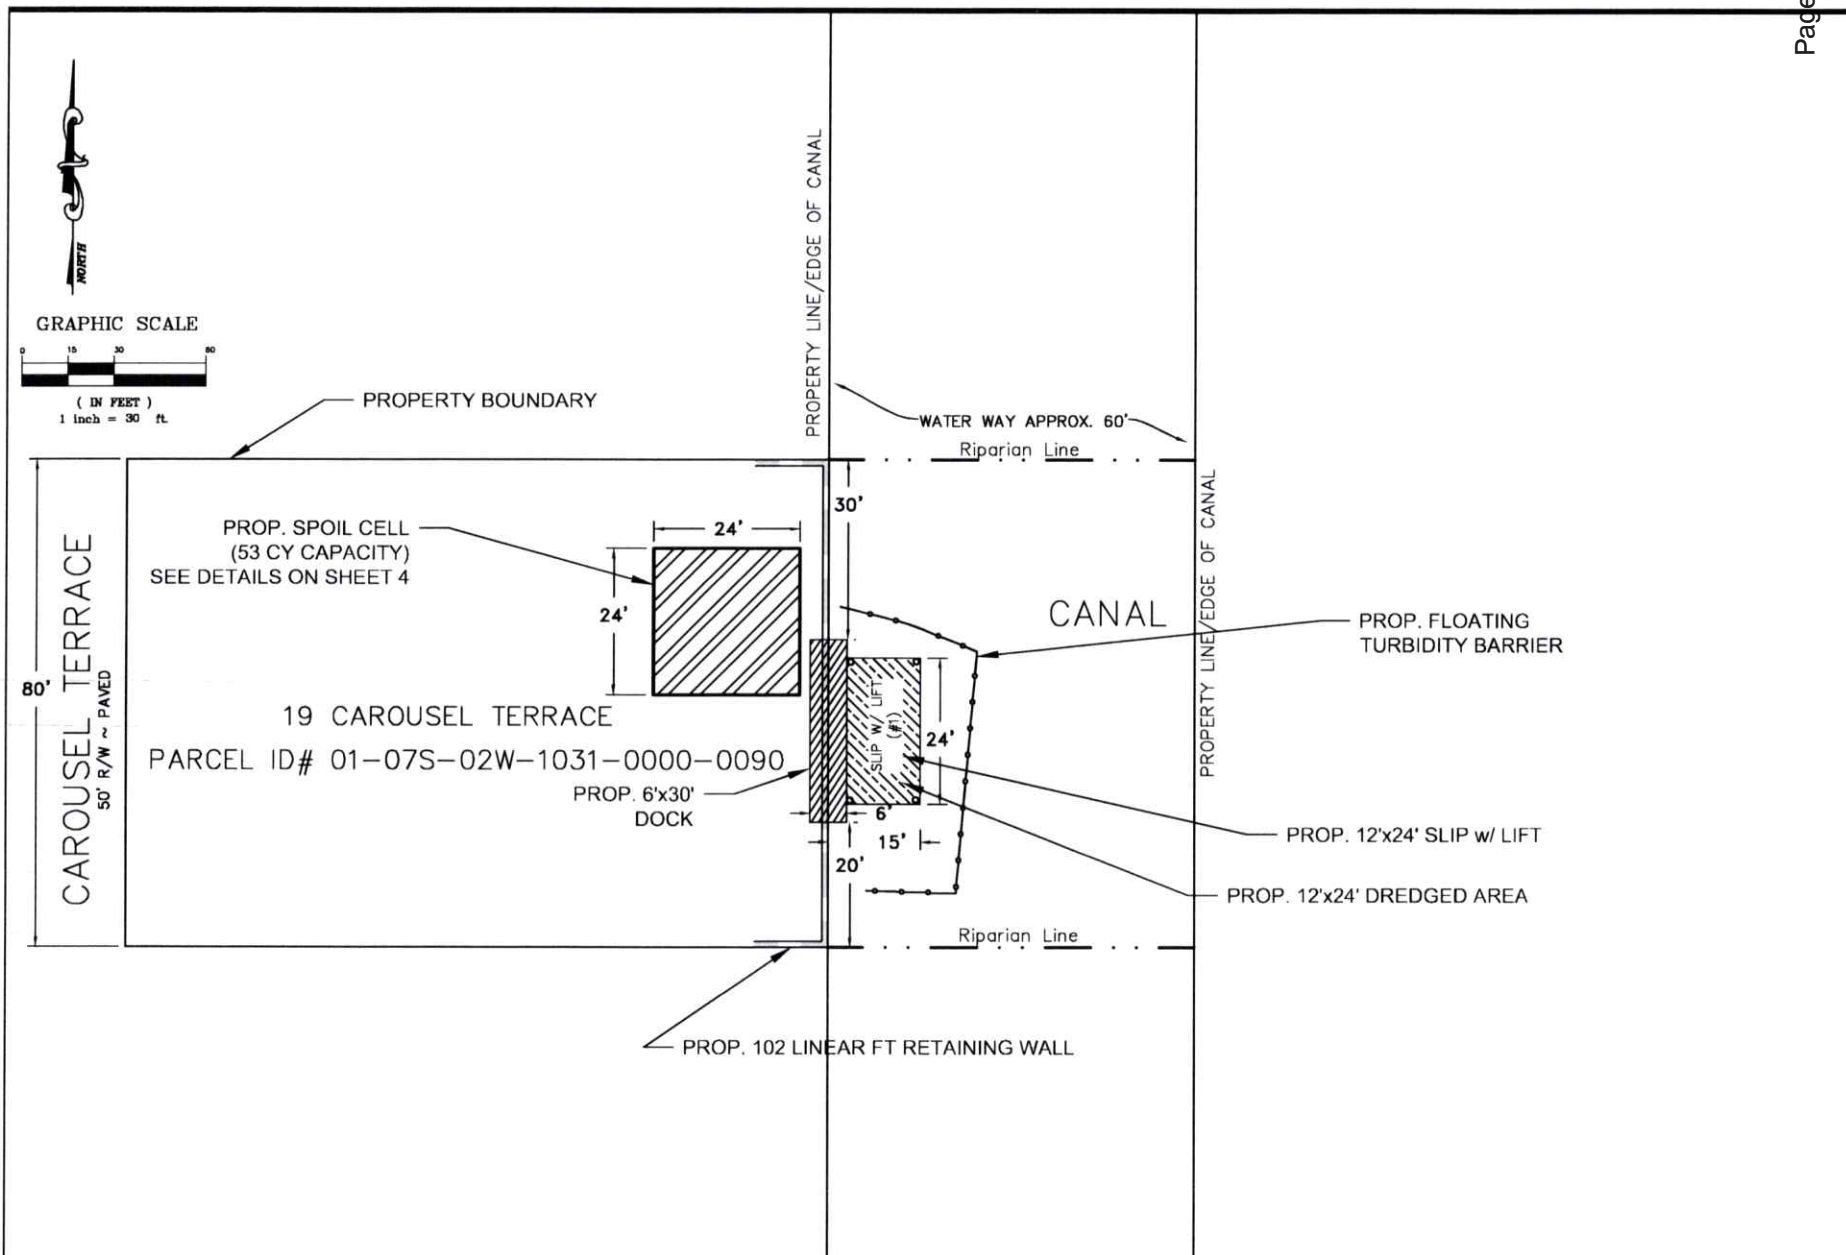 Page
NORTH
GRAPHIC SCALE
0 15 30 60
( IN FEET )
1 inch = 30 ft.
PROPERTY BOUNDARY
PROPERTY LINE/EDGE OF CANAL
WATER WAY APPROX. 60'
Riparian Line
30'
PROP. SPOIL CELL
(53 CY CAPACITY)
SEE DETAILS ON SHEET 4
24'
24'
CANAL
PROPERTY LINE/EDGE OF CANAL
PROP. FLOATING
TURBIDITY BARRIER
80'
CAROUSEL TERRACE
50' R/W ~ PAVED
19 CAROUSEL TERRACE
PARCEL ID# 01-07S-02W-1031-0000-0090
SLIP W/ LIFT
(#1)
24'
PROP. 6'x30'
DOCK
6'
15'
20'
PROP. 12'x24' SLIP w/ LIFT
PROP. 12'x24' DREDGED AREA
Riparian Line
PROP. 102 LINEAR FT RETAINING WALL